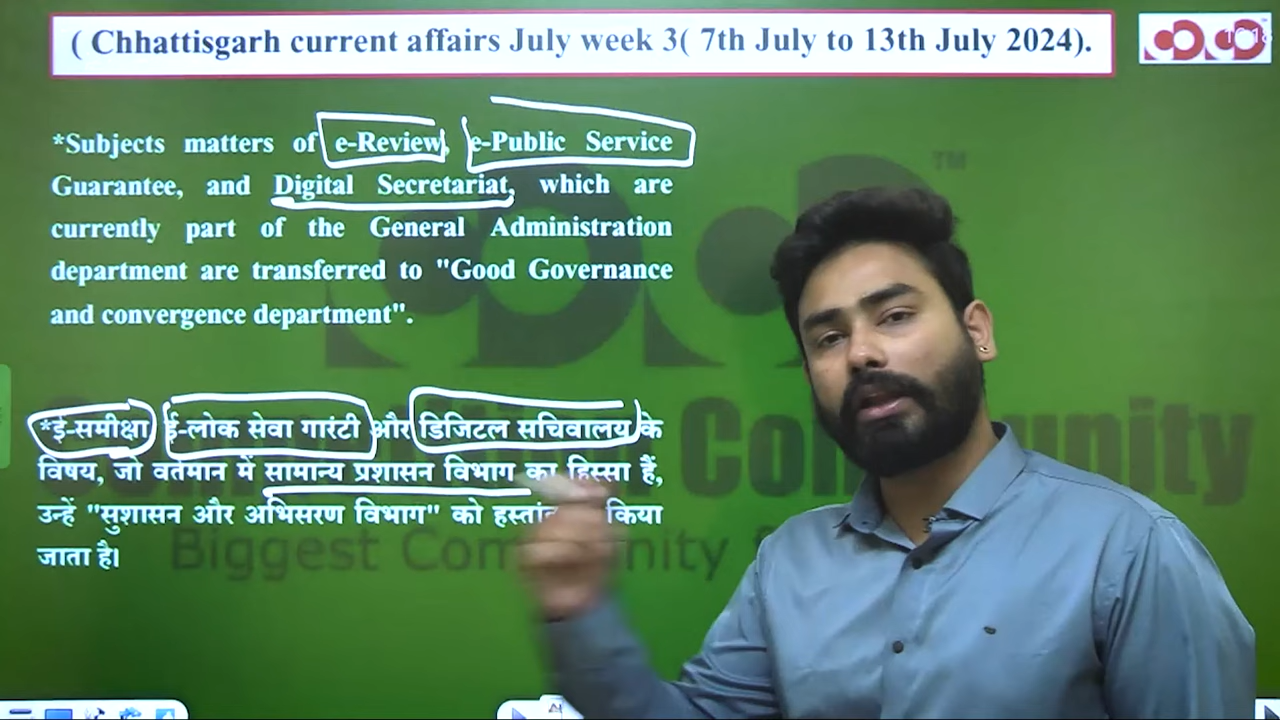 ( Chhattisgarh current affairs July week 3( 7th July to 13th July 2024).
*Subjects matters of e-Review, e-Public Service
Guarantee, and Digital Secretariat, which are
currently part of the General Administration
department are transferred to "Good Governance
and convergence department".
TM
*ई-समीक्षा ई-लोक सेवा गारंटी और डिजिटल सचिवालय के
विषय, जो वर्तमान में सामान्य प्रशासन विभाग का हिस्सा हैं,
उन्हें "सुशासन और अभिसरण विभाग" को किया
जाता है।
Biggest